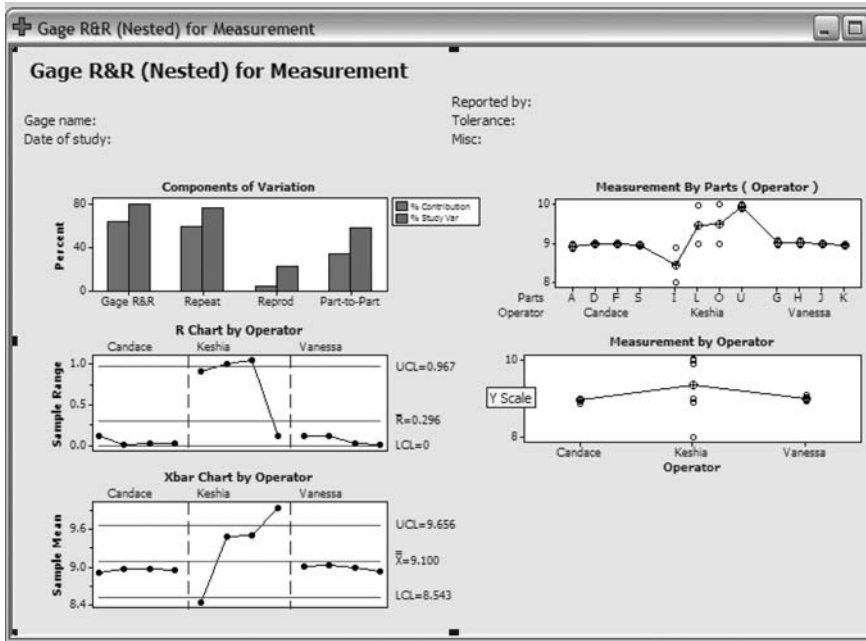 Gage R&R (Nested) for Measurement
Gage R&R (Nested) for Measurement
Gage name:
Date of study:
Reported by:
Tolerance:
Misc:
Components of Variation
80
40
0
Percent
Gage R&R Repeat Reprod Part-to-Part
% Contribution
% Study Var
R Chart by Operator
Candace Keshia Vanessa
1.0
0.5
0.0
Sample Range
UCL=0.967
R̅=0.296
LCL=0
Xbar Chart by Operator
Candace Keshia Vanessa
9.6
9.0
8.4
Sample Mean
UCL=9.656
X̿=9.100
LCL=8.543
Measurement By Parts ( Operator )
10
9
8
Parts A D F S I L O U G H J K
Operator Candace Keshia Vanessa
Measurement by Operator
10
Y Scale
8
Candace Keshia Vanessa
Operator